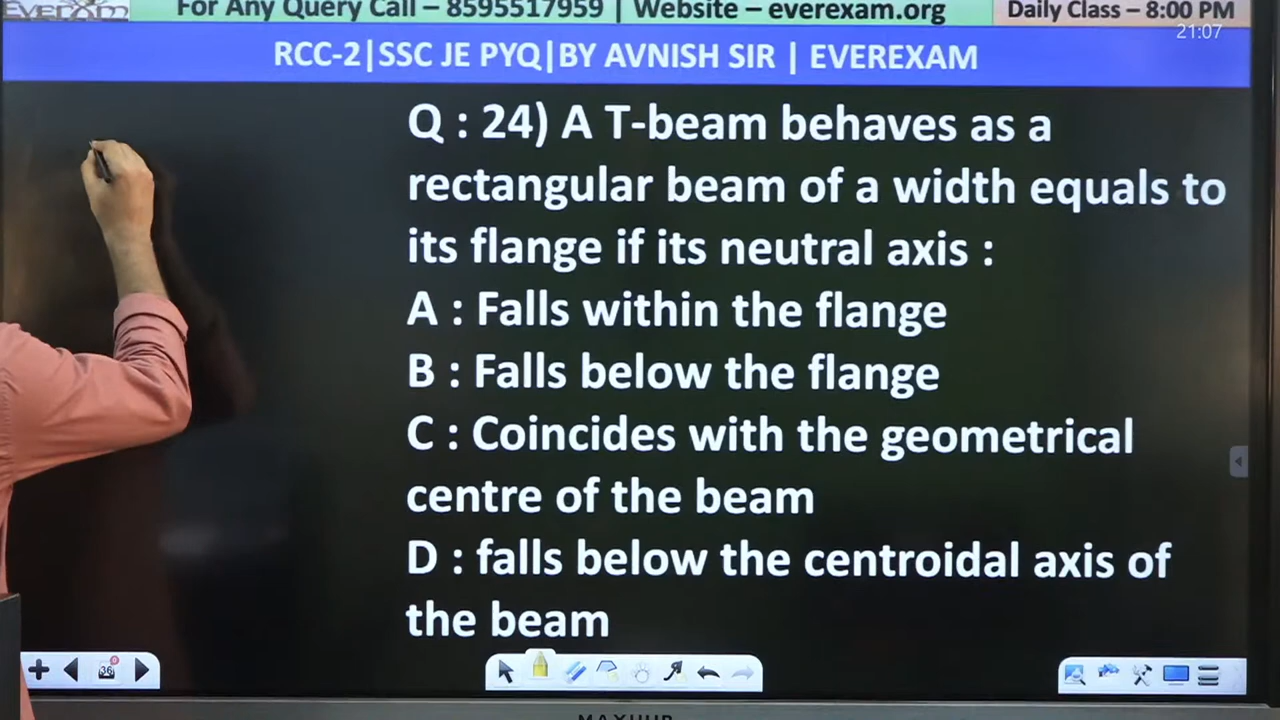 For Any Query Call – 8595517959 | Website – everexam.org
Daily Class – 8:00 PM
21:07
RCC-2|SSC JE PYQ|BY AVNISH SIR | EVEREXAM
Q : 24) A T-beam behaves as a
rectangular beam of a width equals to
its flange if its neutral axis :
A : Falls within the flange
B : Falls below the flange
C : Coincides with the geometrical
centre of the beam
D : falls below the centroidal axis of
the beam
36